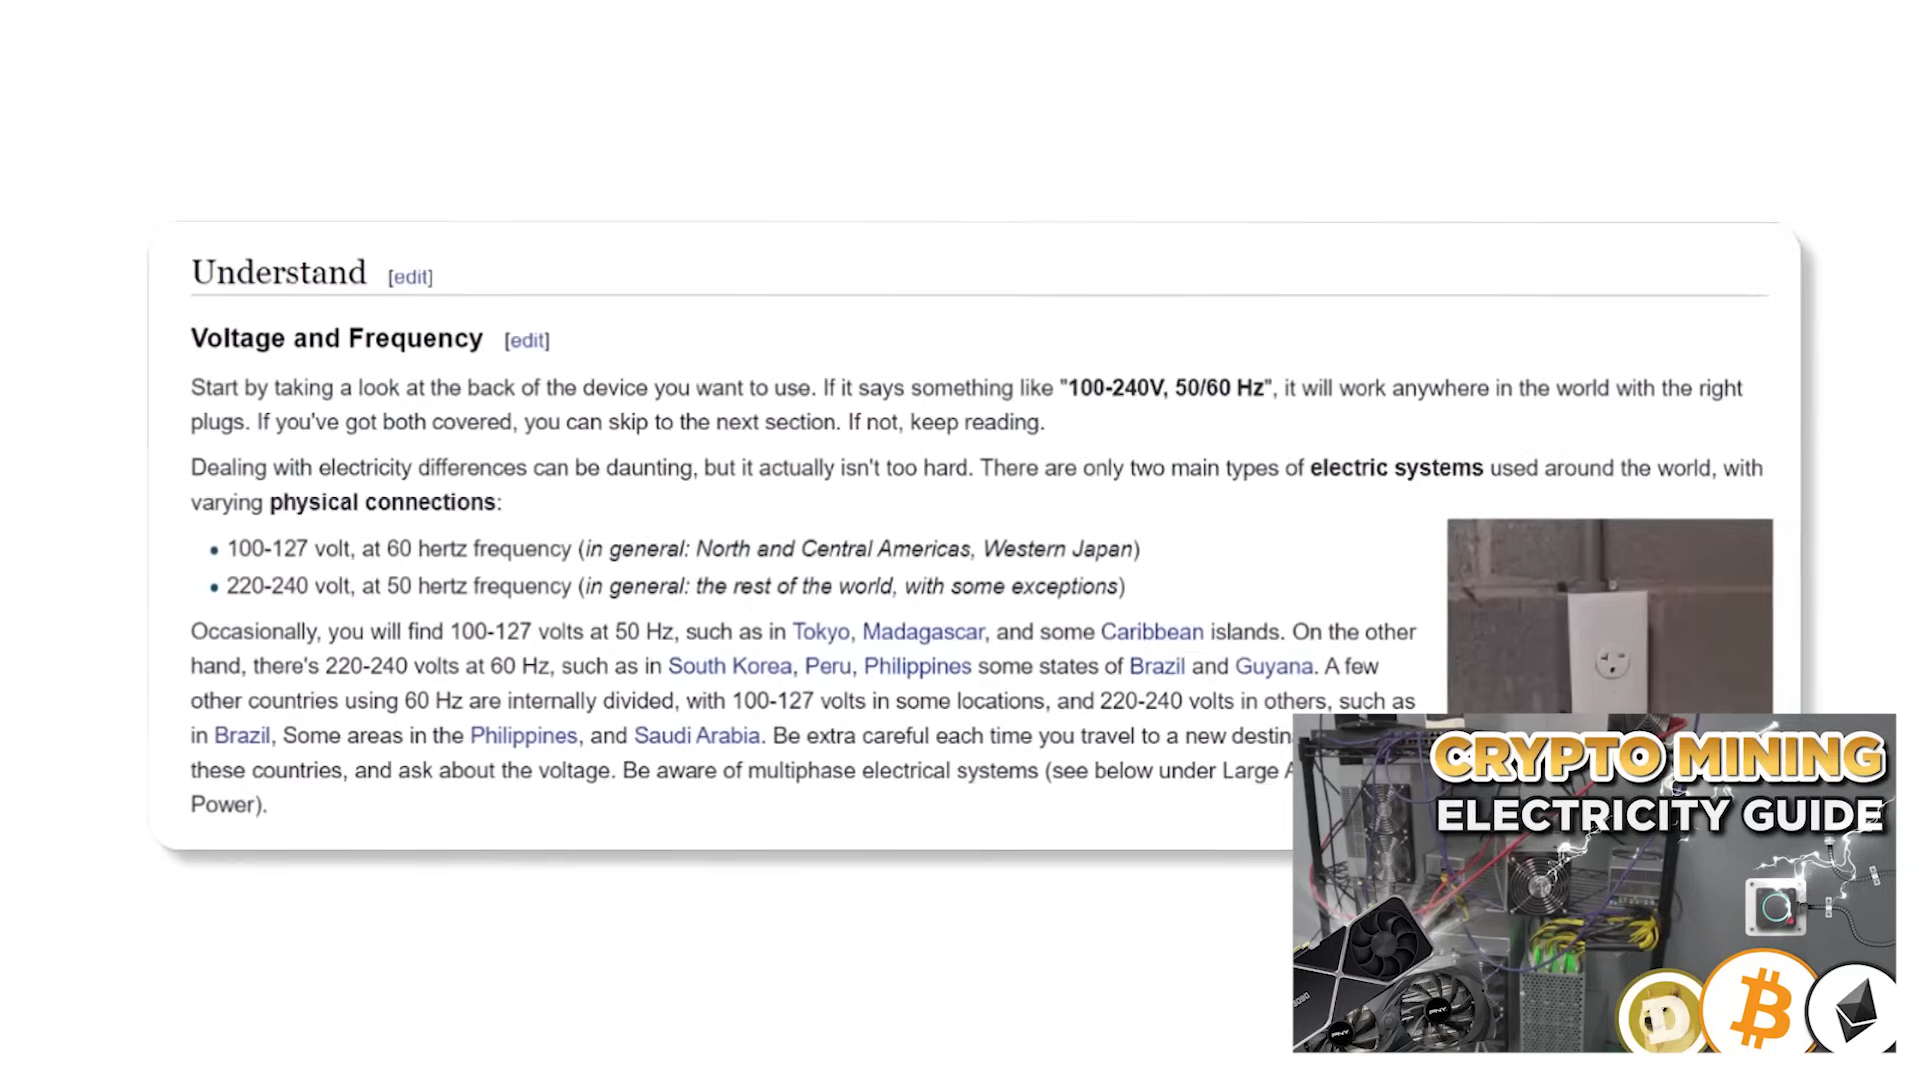 Understand [edit]
Voltage and Frequency [edit]
Start by taking a look at the back of the device you want to use. If it says something like "100-240V, 50/60 Hz", it will work anywhere in the world with the right
plugs. If you've got both covered, you can skip to the next section. If not, keep reading.
Dealing with electricity differences can be daunting, but it actually isn't too hard. There are only two main types of electric systems used around the world, with
varying physical connections:
• 100-127 volt, at 60 hertz frequency (in general: North and Central Americas, Western Japan)
• 220-240 volt, at 50 hertz frequency (in general: the rest of the world, with some exceptions)
Occasionally, you will find 100-127 volts at 50 Hz, such as in Tokyo, Madagascar, and some Caribbean islands. On the other
hand, there's 220-240 volts at 60 Hz, such as in South Korea, Peru, Philippines some states of Brazil and Guyana. A few
other countries using 60 Hz are internally divided, with 100-127 volts in some locations, and 220-240 volts in others, such as
in Brazil, Some areas in the Philippines, and Saudi Arabia. Be extra careful each time you travel to a new destin
these countries, and ask about the voltage. Be aware of multiphase electrical systems (see below under Large A
Power).
CRYPTO MINING
ELECTRICITY GUIDE
PNY
PNY